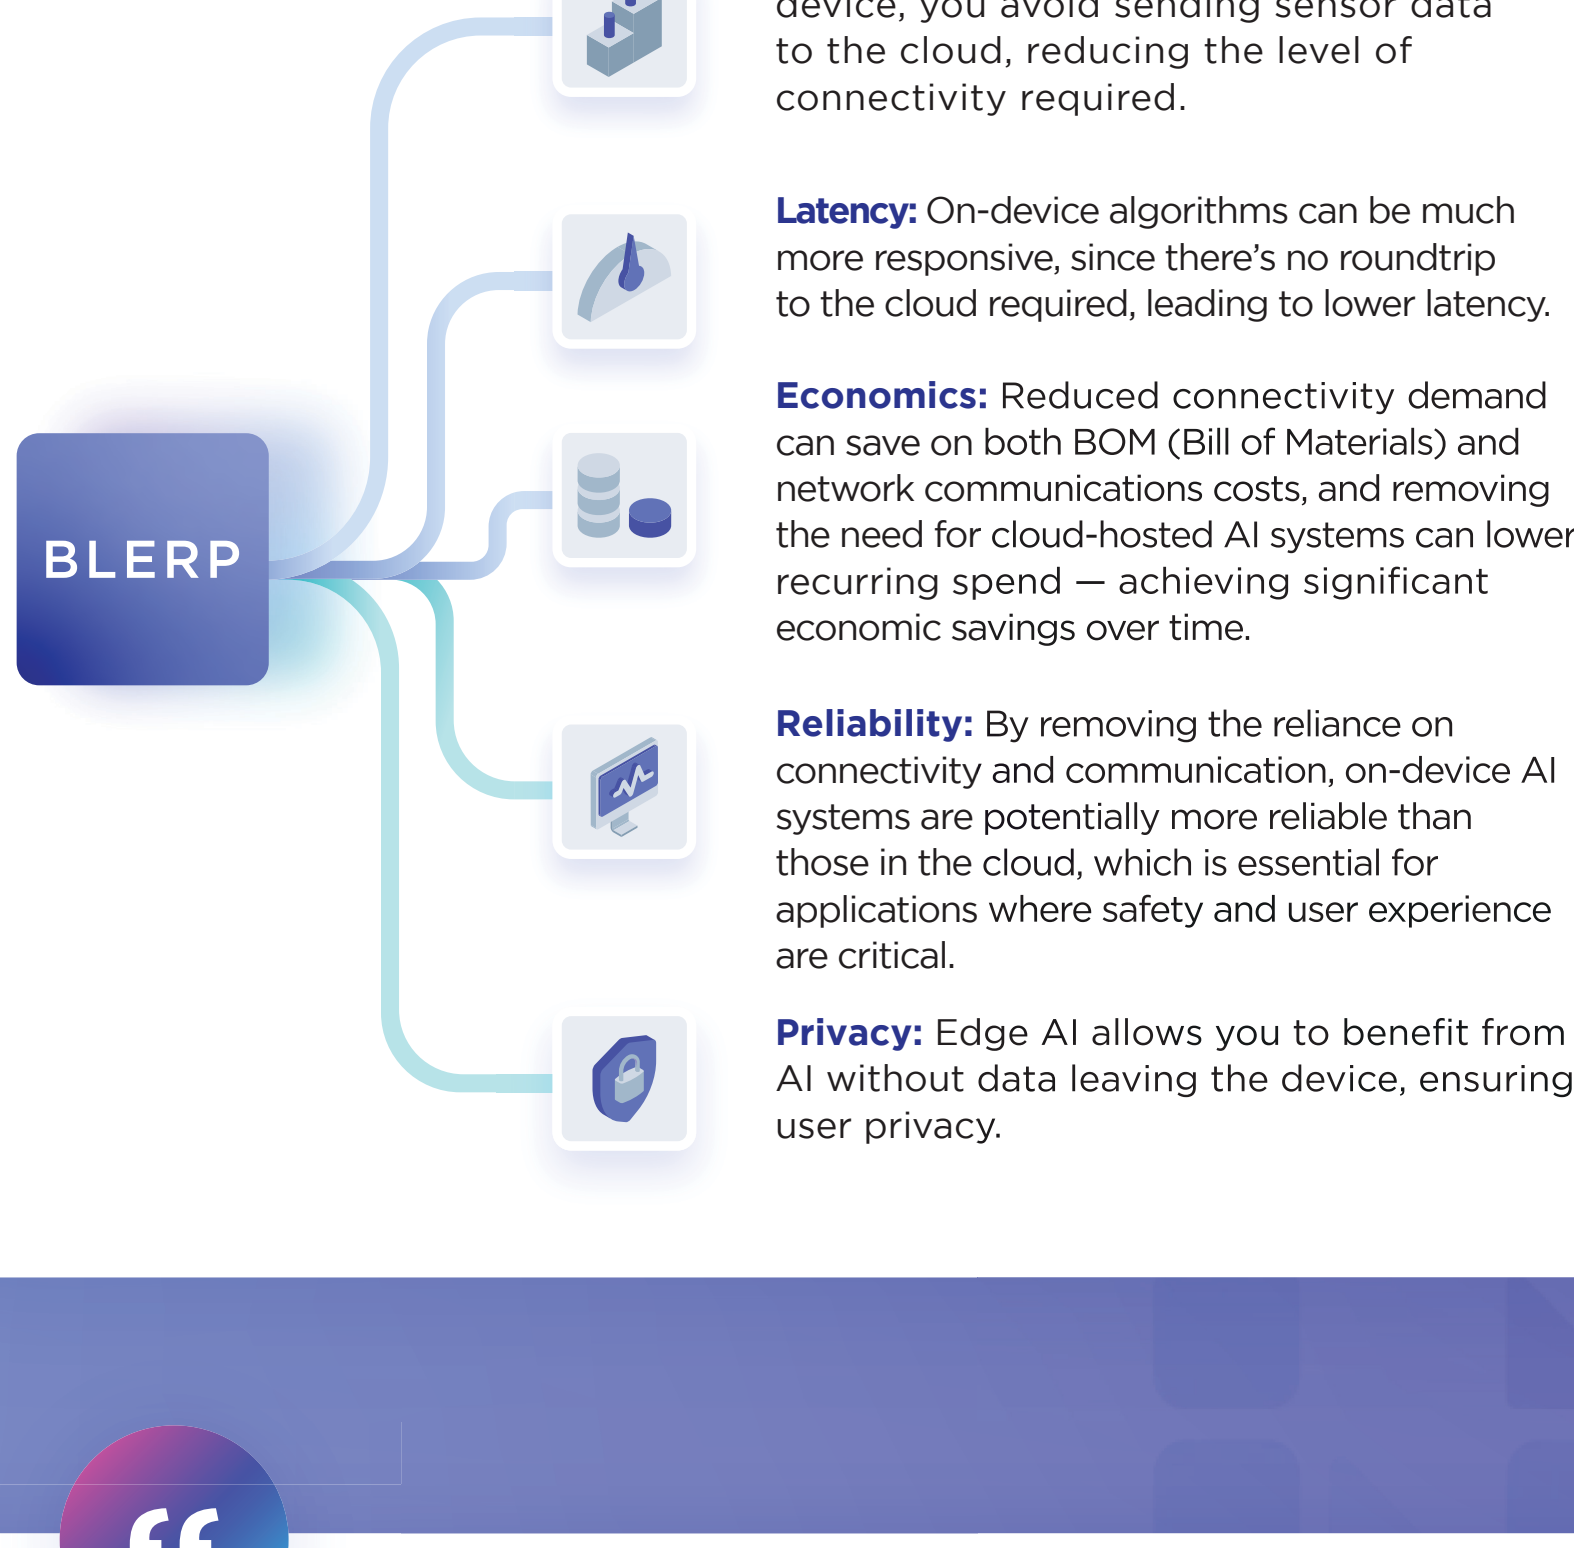 device, you avoid sending sensor data
to the cloud, reducing the level of
connectivity required.
Latency: On-device algorithms can be much
more responsive, since there’s no roundtrip
to the cloud required, leading to lower latency.
Economics: Reduced connectivity demand
can save on both BOM (Bill of Materials) and
network communications costs, and removing
the need for cloud-hosted AI systems can lower
recurring spend — achieving significant
economic savings over time.
BLERP
Reliability: By removing the reliance on
connectivity and communication, on-device AI
systems are potentially more reliable than
those in the cloud, which is essential for
applications where safety and user experience
are critical.
Privacy: Edge AI allows you to benefit from
AI without data leaving the device, ensuring
user privacy.
“